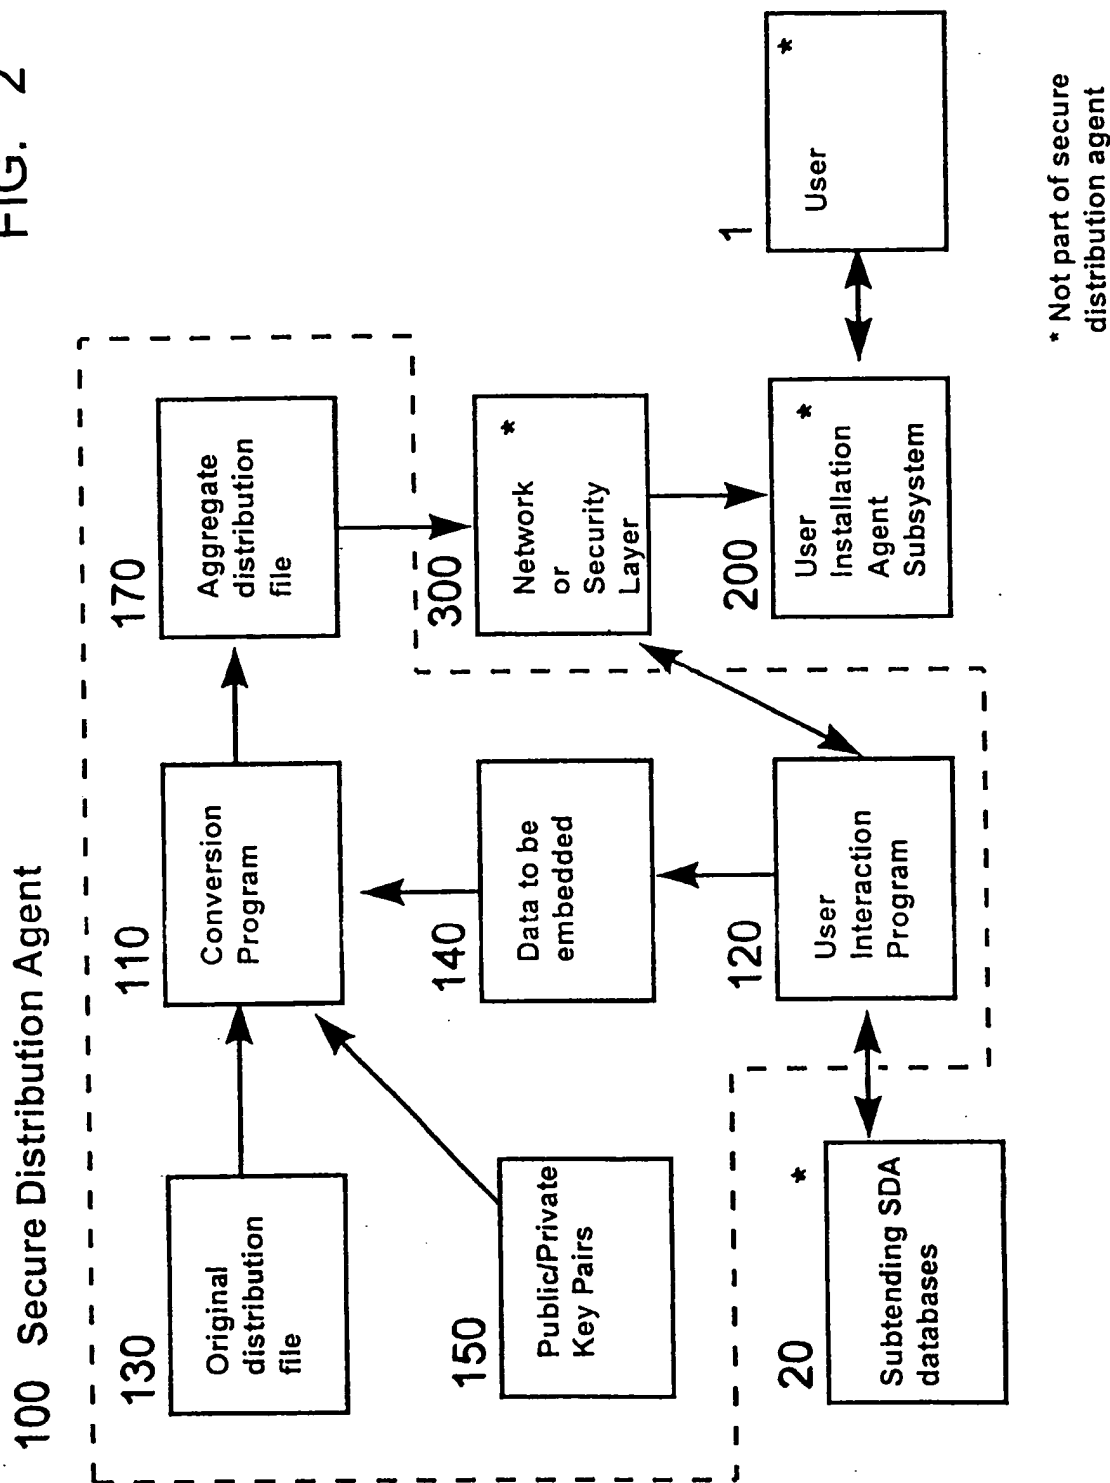 FIG. 2
100 Secure Distribution Agent
130
Original
distribution
file
110
Conversion
Program
170
Aggregate
distribution
file
150
Public/Private
Key Pairs
140
Data to be
embedded
300
Network *
or
Security
Layer
20
Subtending SDA *
databases
120
User
Interaction
Program
200
User *
Installation
Agent
Subsystem
1
User *
* Not part of secure
distribution agent